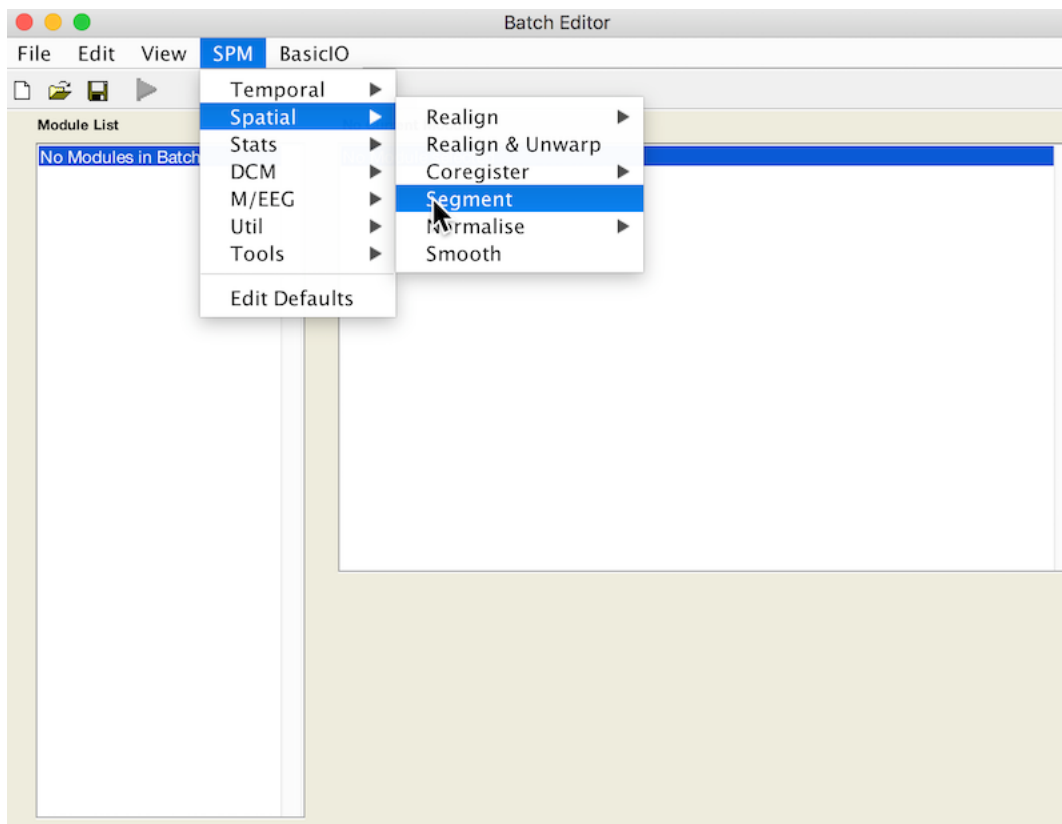 Batch Editor
File Edit View SPM BasicIO
Module List
No Modules in Batch
Temporal
Spatial
Stats
DCM
M/EEG
Util
Tools
Edit Defaults
Realign
Realign & Unwarp
Coregister
Segment
Normalise
Smooth